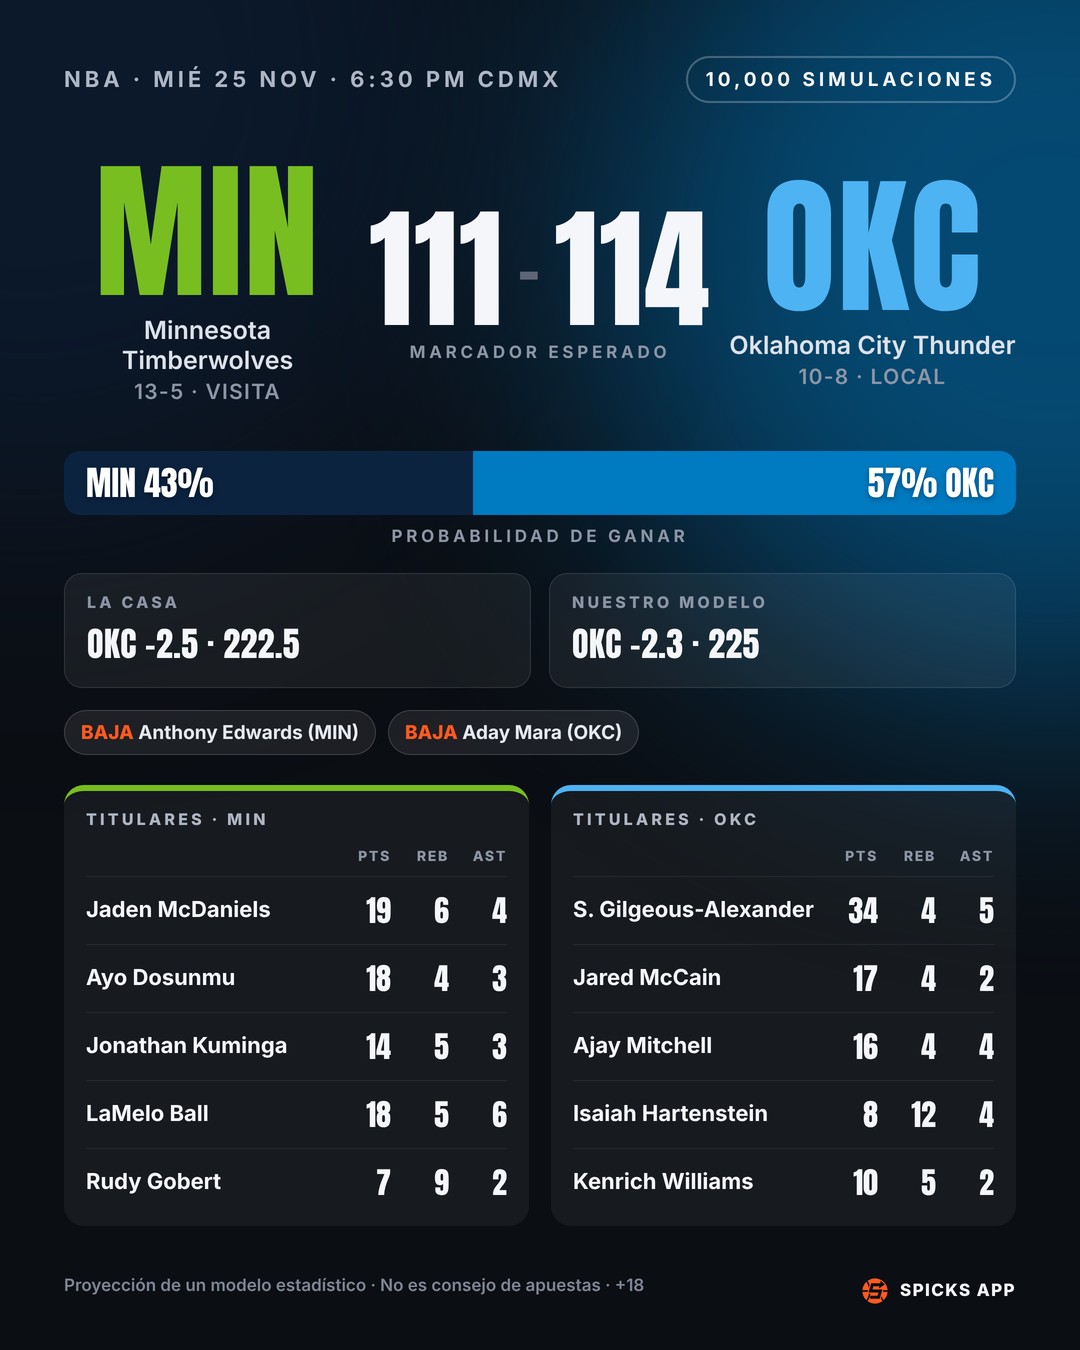 NBA · MIÉ 25 NOV · 6:30 PM CDMX
10,000 SIMULACIONES
MIN
Minnesota
Timberwolves
13-5 · VISITA
111 - 114
MARCADOR ESPERADO
OKC
Oklahoma City Thunder
10-8 · LOCAL
MIN 43%
57% OKC
PROBABILIDAD DE GANAR
LA CASA
OKC -2.5 · 222.5
NUESTRO MODELO
OKC -2.3 · 225
BAJA Anthony Edwards (MIN)
BAJA Aday Mara (OKC)
TITULARES · MIN
PTS REB AST
Jaden McDaniels 19 6 4
Ayo Dosunmu 18 4 3
Jonathan Kuminga 14 5 3
LaMelo Ball 18 5 6
Rudy Gobert 7 9 2
TITULARES · OKC
PTS REB AST
S. Gilgeous-Alexander 34 4 5
Jared McCain 17 4 2
Ajay Mitchell 16 4 4
Isaiah Hartenstein 8 12 4
Kenrich Williams 10 5 2
Proyección de un modelo estadístico · No es consejo de apuestas · +18
SPICKS APP